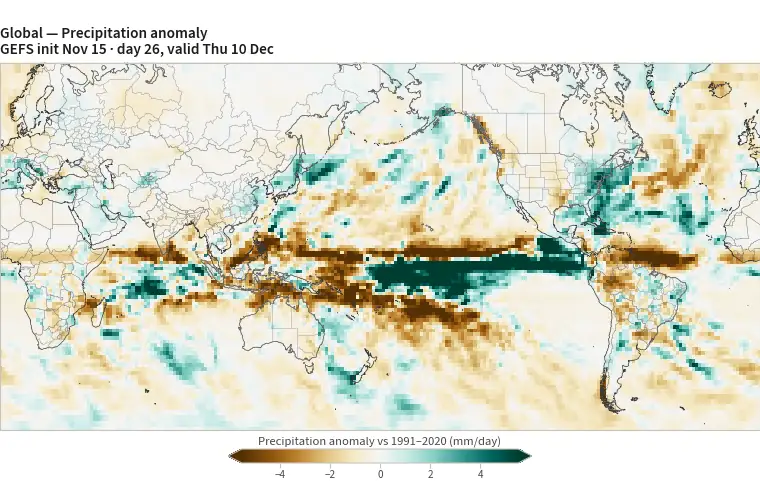 Global — Precipitation anomaly
GEFS init Nov 15 · day 26, valid Thu 10 Dec
Precipitation anomaly vs 1991–2020 (mm/day)
−4 −2 0 2 4